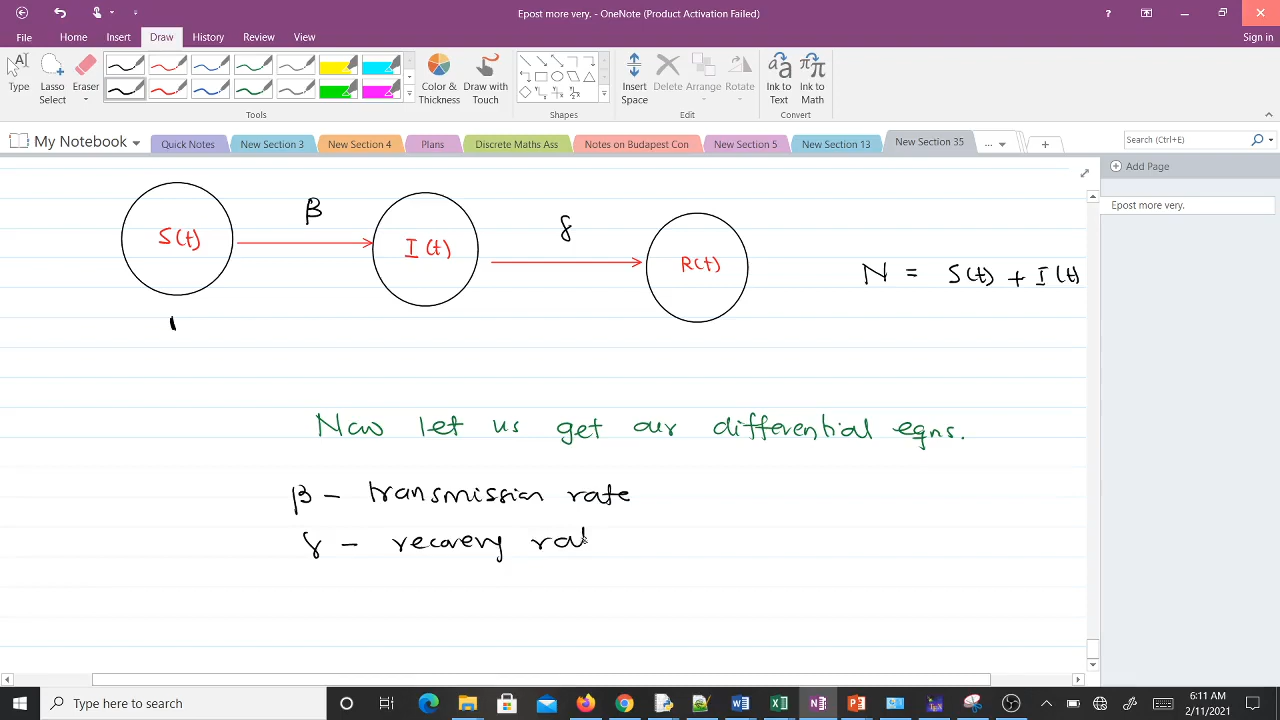 Epost more very. - OneNote (Product Activation Failed)
Sign in
File Home Insert Draw History Review View
Type Lasso Select Eraser Color & Thickness Draw with Touch Insert Space Delete Arrange Rotate Ink to Text Ink to Math
Tools Shapes Edit Convert
My Notebook Quick Notes New Section 3 New Section 4 Plans Discrete Maths Ass Notes on Budapest Con New Section 5 New Section 13 New Section 35 ... Search (Ctrl+E)
Add Page
Epost more very.
β γ
S(t) I(t) R(t) N = S(t) + I(t)
Now let us get our differential eqns.
β - transmission rate
γ - recovery rat
Type here to search
6:11 AM
2/11/2021